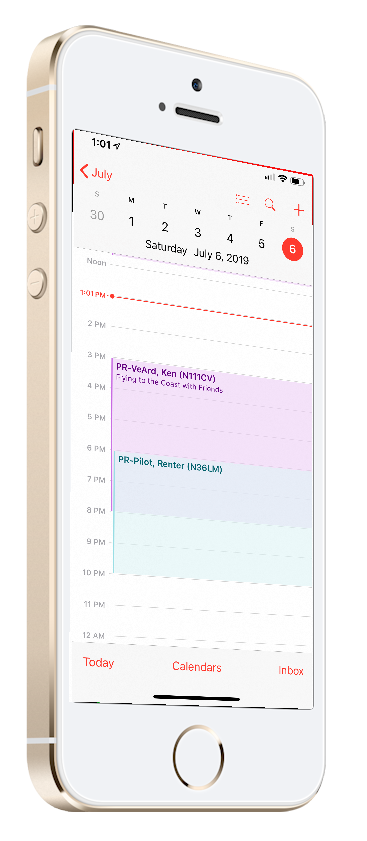 1:01
July
S M T W T F S
30 1 2 3 4 5 6
Saturday July 6, 2019
Noon
1:01 PM
2 PM
3 PM
PR-VeArd, Ken (N111CV)
Flying to the Coast with Friends
4 PM
5 PM
6 PM
PR-Pilot, Renter (N36LM)
7 PM
8 PM
9 PM
10 PM
11 PM
12 AM
Today Calendars Inbox